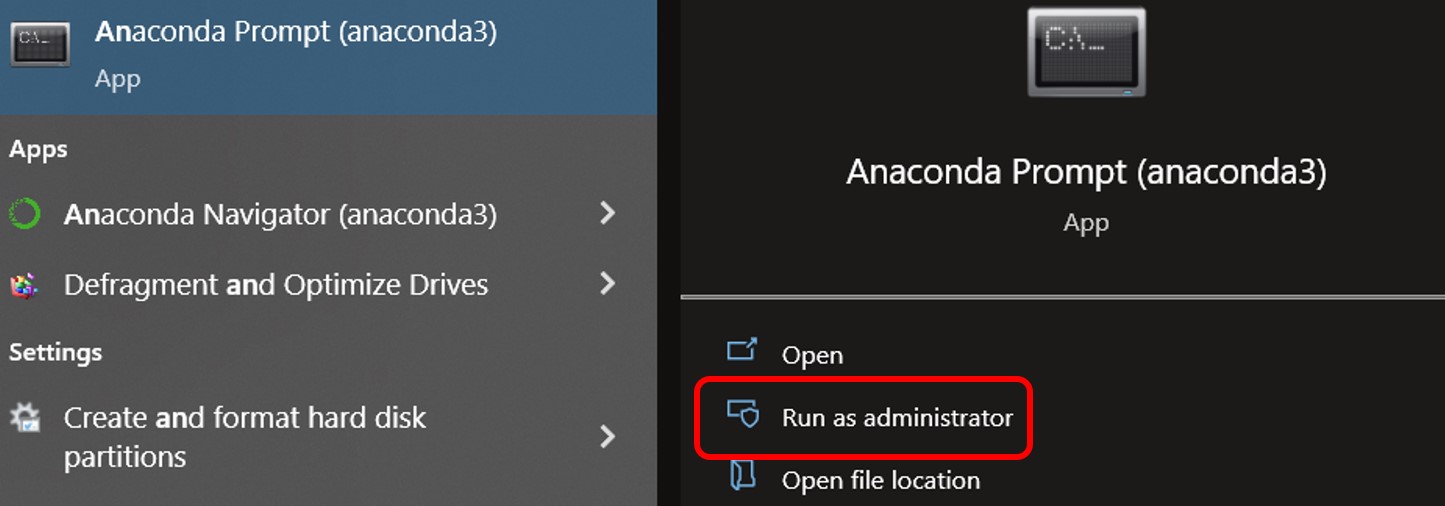 Anaconda Prompt (anaconda3)
App
Apps
Anaconda Navigator (anaconda3)
Defragment and Optimize Drives
Settings
Create and format hard disk
partitions
C:\_
Anaconda Prompt (anaconda3)
App
Open
Run as administrator
Open file location